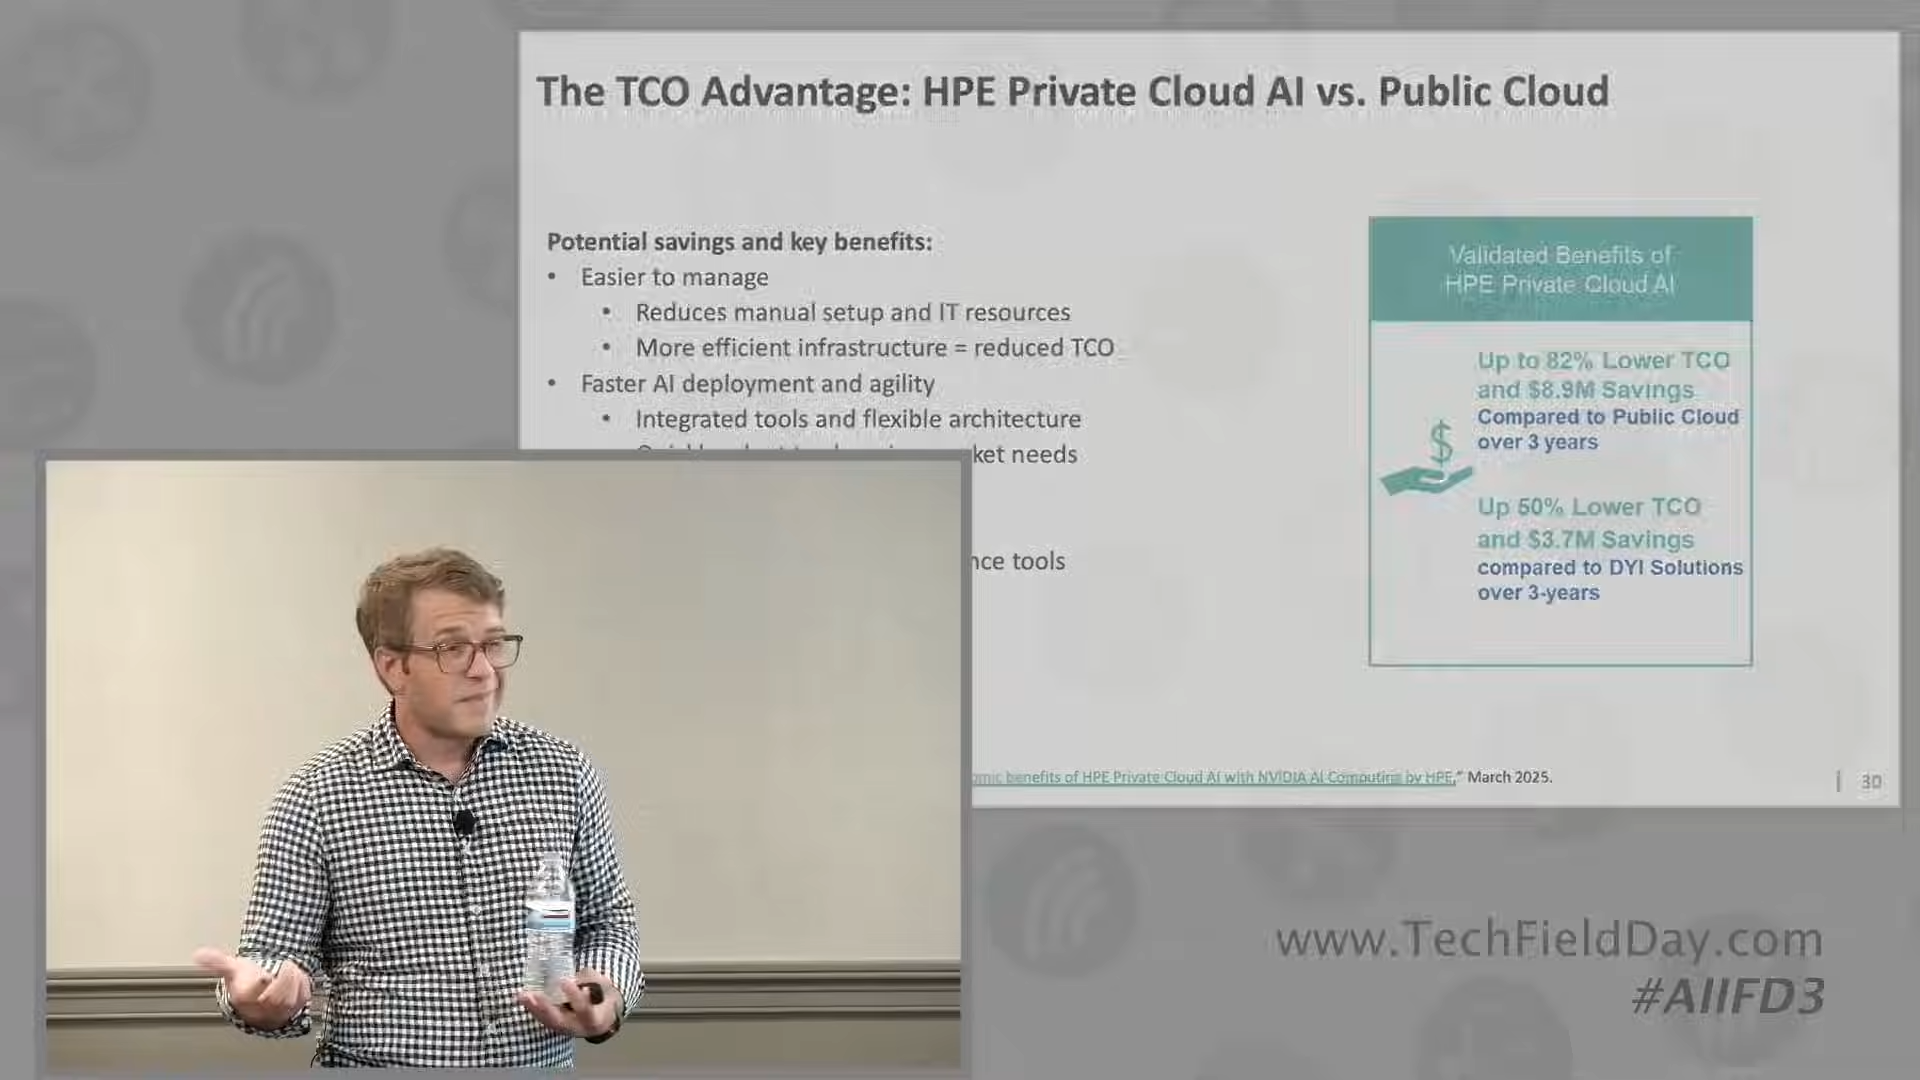 The TCO Advantage: HPE Private Cloud AI vs. Public Cloud
Potential savings and key benefits:
• Easier to manage
• Reduces manual setup and IT resources
• More efficient infrastructure = reduced TCO
• Faster AI deployment and agility
• Integrated tools and flexible architecture
needs
tools
benefits of HPE Private Cloud AI with NVIDIA AI Computing by HPE," March 2025.
30
Validated Benefits of
HPE Private Cloud AI
$
Up to 82% Lower TCO
and $8.9M Savings
Compared to Public Cloud
over 3 years
Up 50% Lower TCO
and $3.7M Savings
compared to DYI Solutions
over 3-years
www.TechFieldDay.com
#AIIFD3